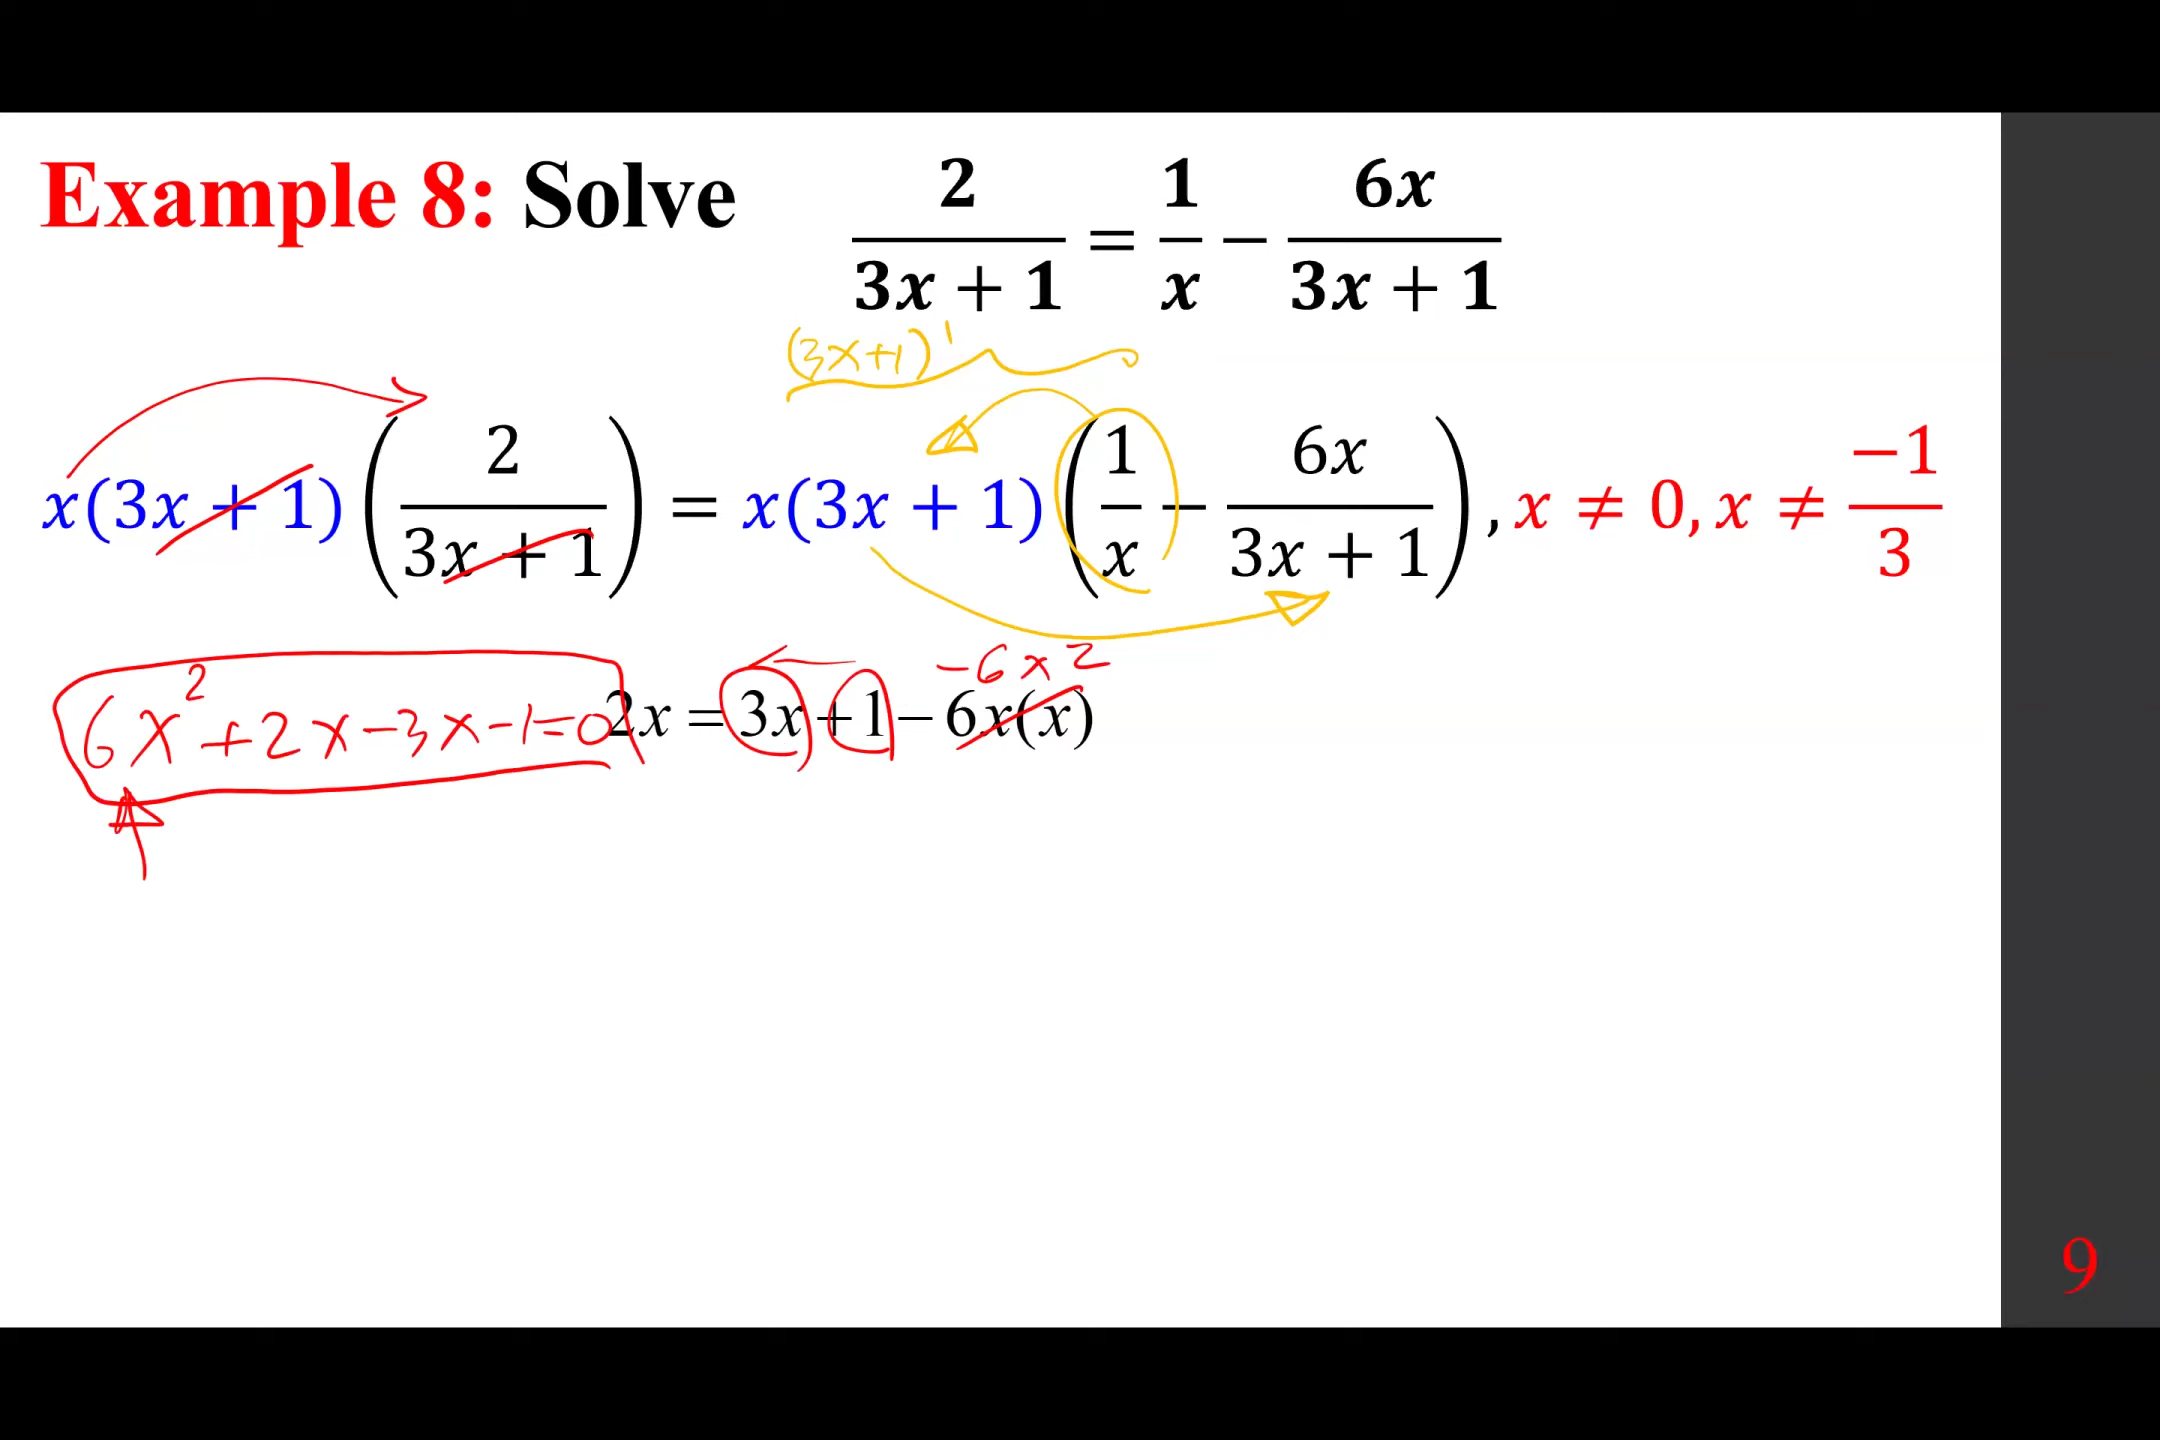 Example 8: Solve 2/(3x + 1) = 1/x − 6x/(3x + 1)
(3x+1)
x(3x + 1)(2/(3x + 1)) = x(3x + 1)(1/x − 6x/(3x + 1)), x ≠ 0, x ≠ −1/3
−6x²
6x²+2x−3x−1=0 2x = 3x + 1 − 6x(x)
9